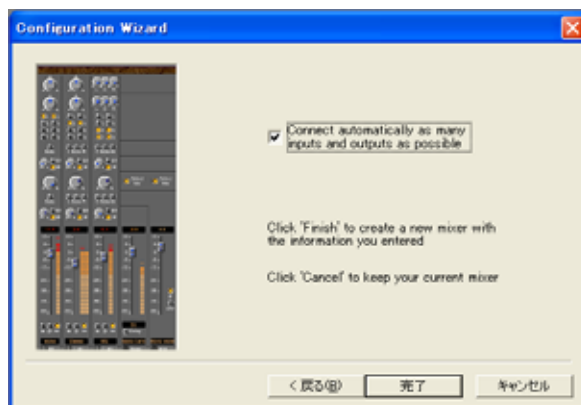 Configuration Wizard
Connect automatically as many
inputs and outputs as possible
Click 'Finish' to create a new mixer with
the information you entered
Click 'Cancel' to keep your current mixer
< 戻る(B)
完了
キャンセル